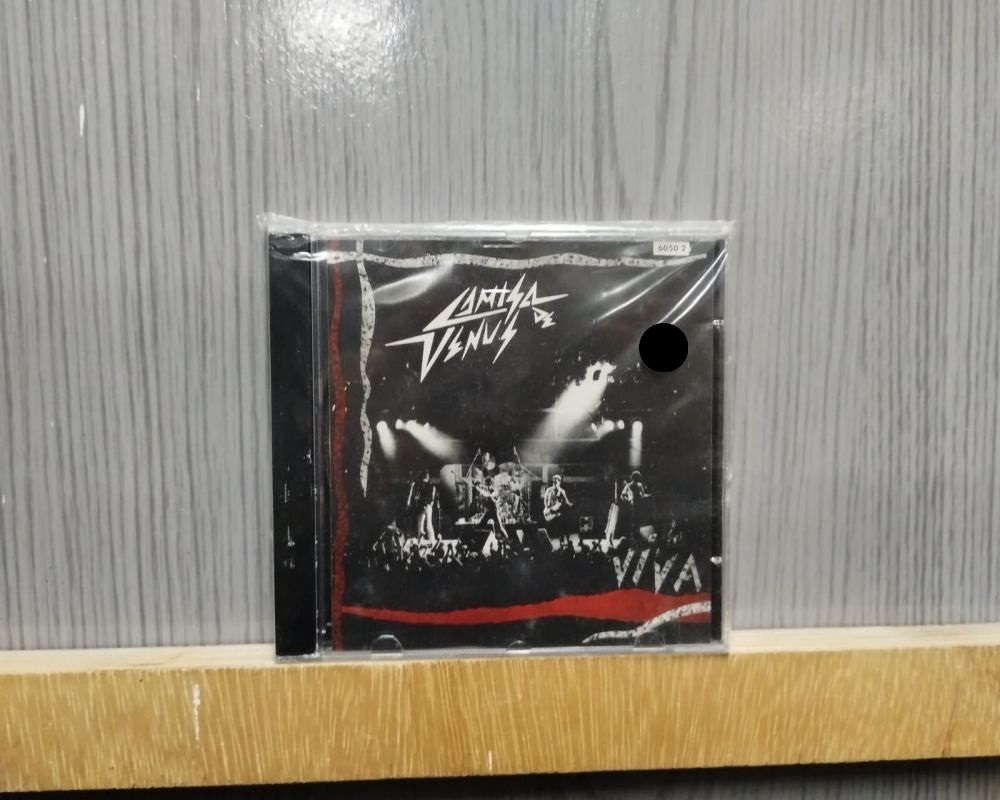 6050 2
CAMISA
DE
VENUS
VIVA